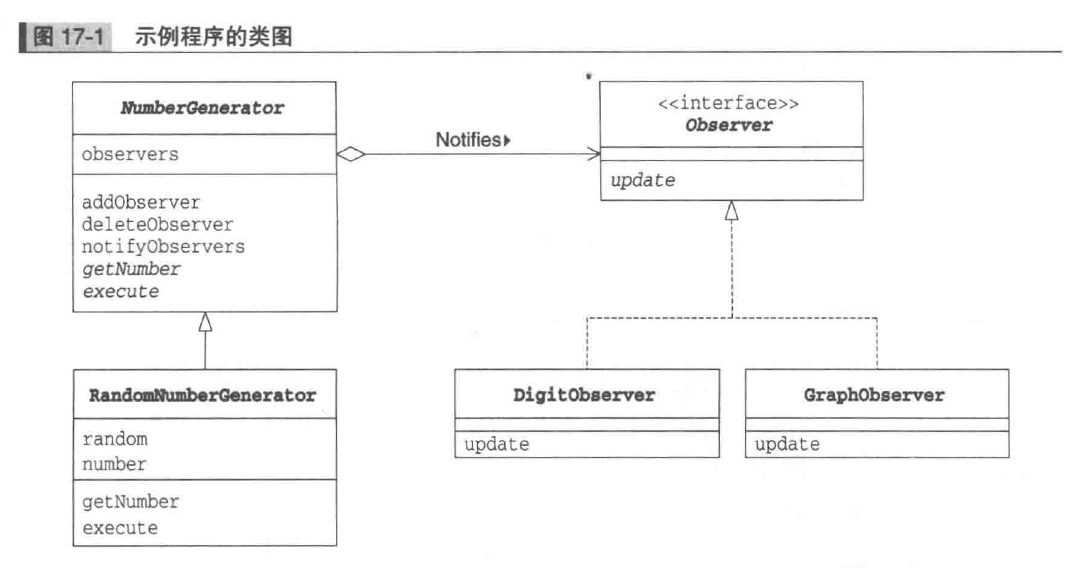 图 17-1 示例程序的类图
NumberGenerator
observers
addObserver
deleteObserver
notifyObservers
getNumber
execute
Notifies▶
<<interface>>
Observer
update
RandomNumberGenerator
random
number
getNumber
execute
DigitObserver
update
GraphObserver
update